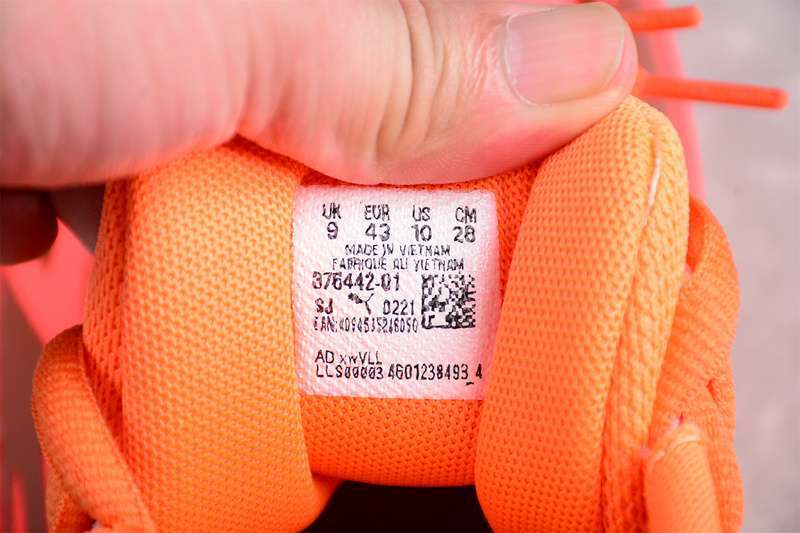 UK EUR US CM
9 43 10 28
MADE IN VIETNAM
FABRIQUE AU VIETNAM
376442-01
SJ 0221
EAN:4094535246050
AD xwVLL
LLS00003 4601238493_4